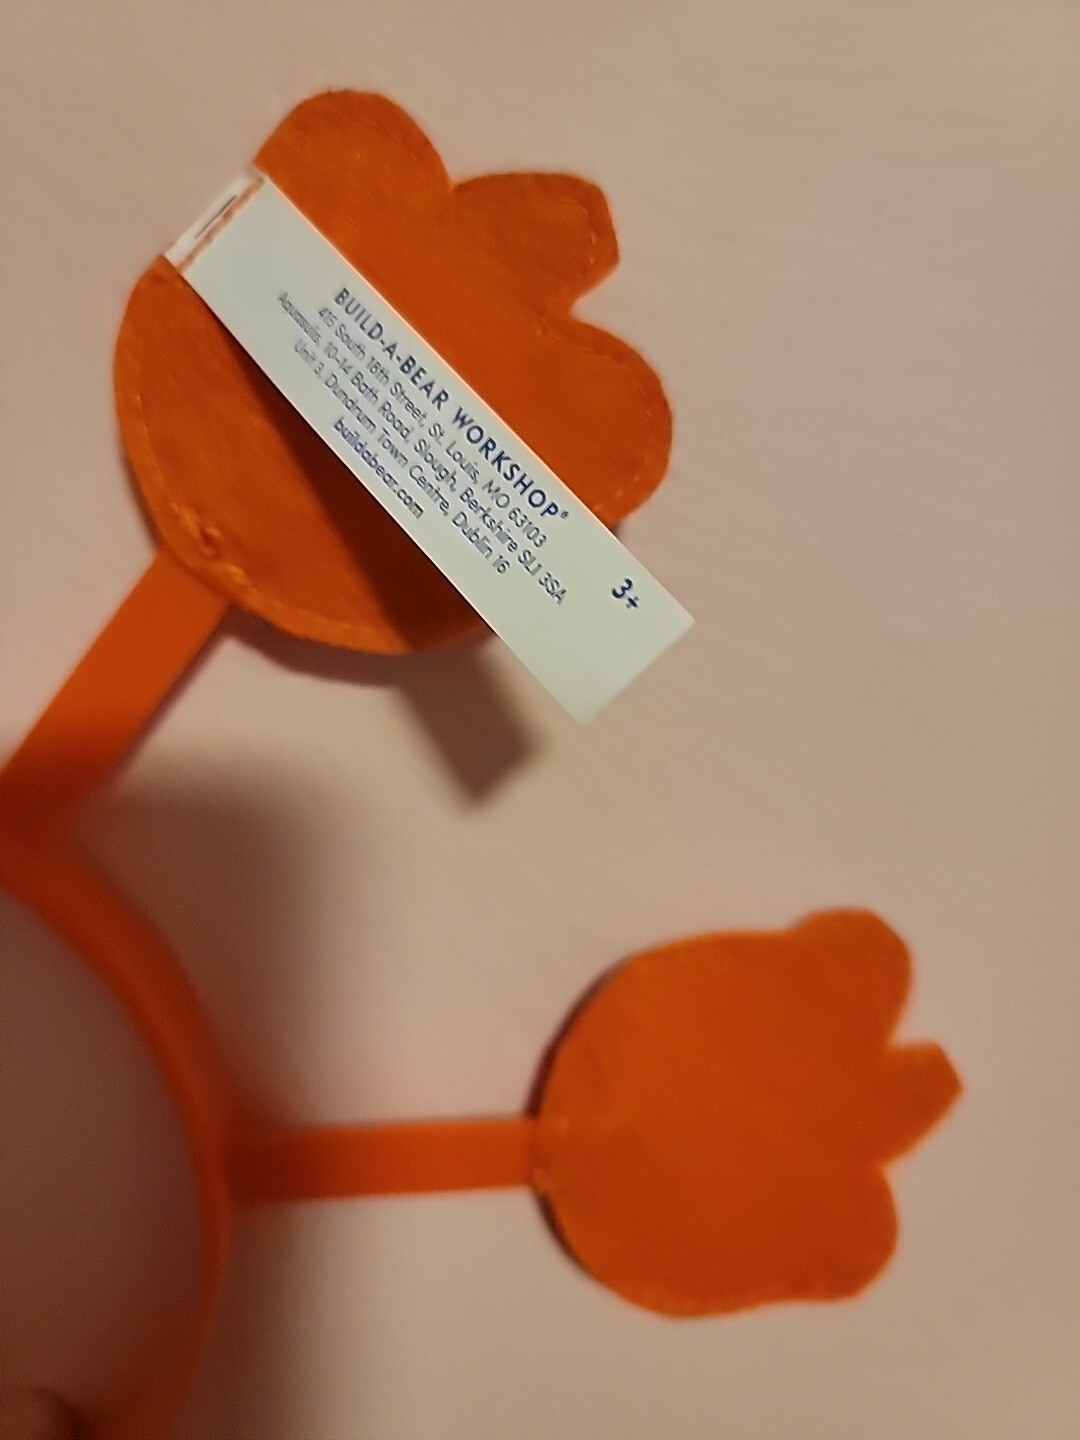 BUILD-A-BEAR WORKSHOP®
415 South 18th Street, St. Louis, MO 63103
Aquasulis, 10-14 Bath Road, Slough, Berkshire SL1 3SA
Unit 3, Dundrum Town Centre, Dublin 16
buildabear.com
3+